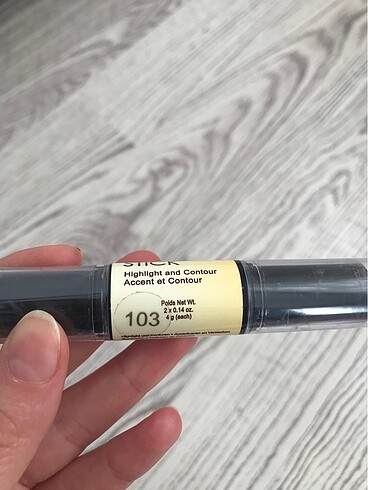 STICK
Highlight and Contour
Accent et Contour
Poids Net Wt.
2 x 0.14 oz.
4 g (each)
103